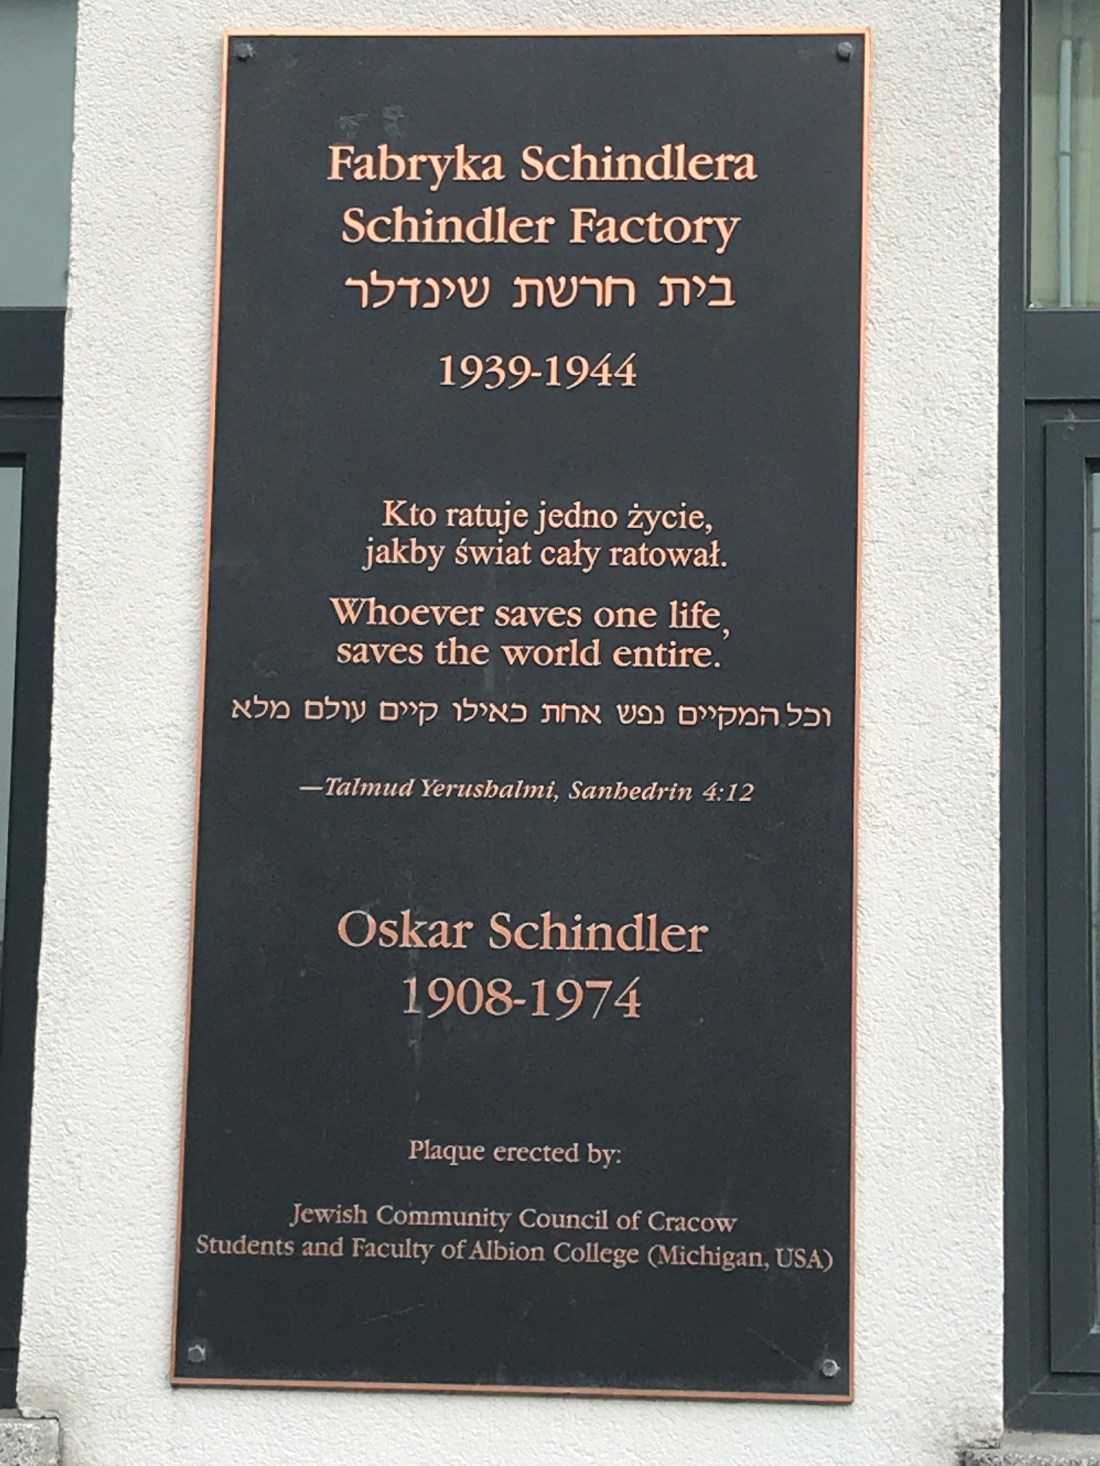 Fabryka Schindlera
Schindler Factory
בית חרשת שינדלר
1939-1944
Kto ratuje jedno życie,
jakby świat cały ratował.
Whoever saves one life,
saves the world entire.
וכל המקיים נפש אחת כאילו קיים עולם מלא
—Talmud Yerushalmi, Sanhedrin 4:12
Oskar Schindler
1908-1974
Plaque erected by:
Jewish Community Council of Cracow
Students and Faculty of Albion College (Michigan, USA)